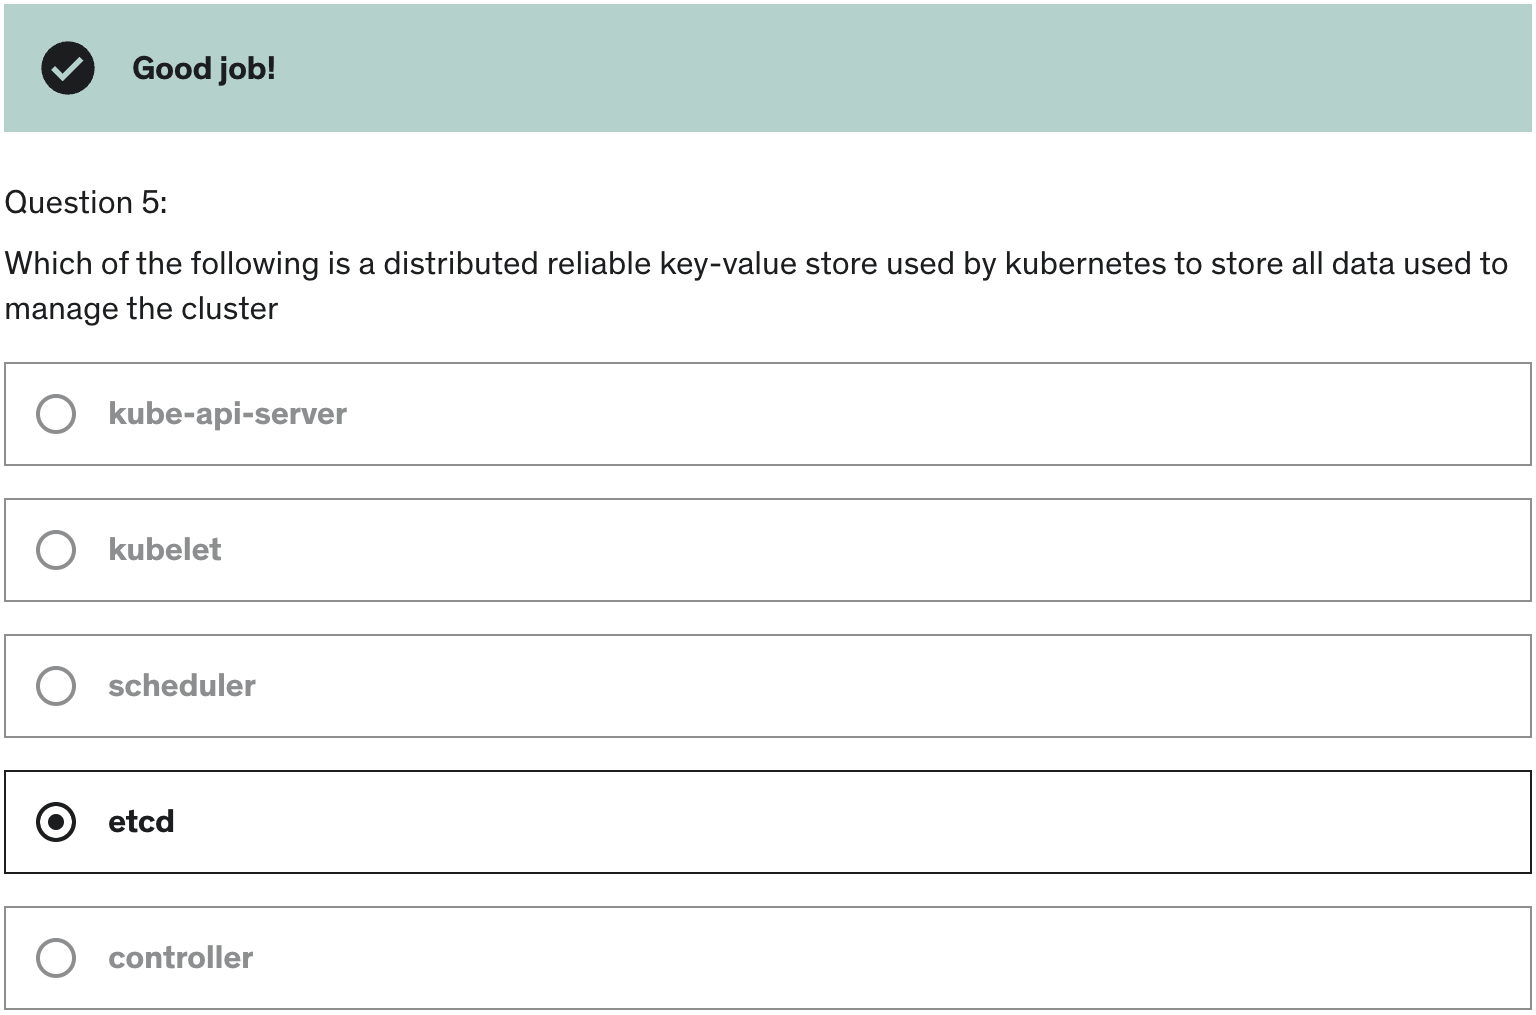 Good job!
Question 5:
Which of the following is a distributed reliable key-value store used by kubernetes to store all data used to
manage the cluster
kube-api-server
kubelet
scheduler
etcd
controller